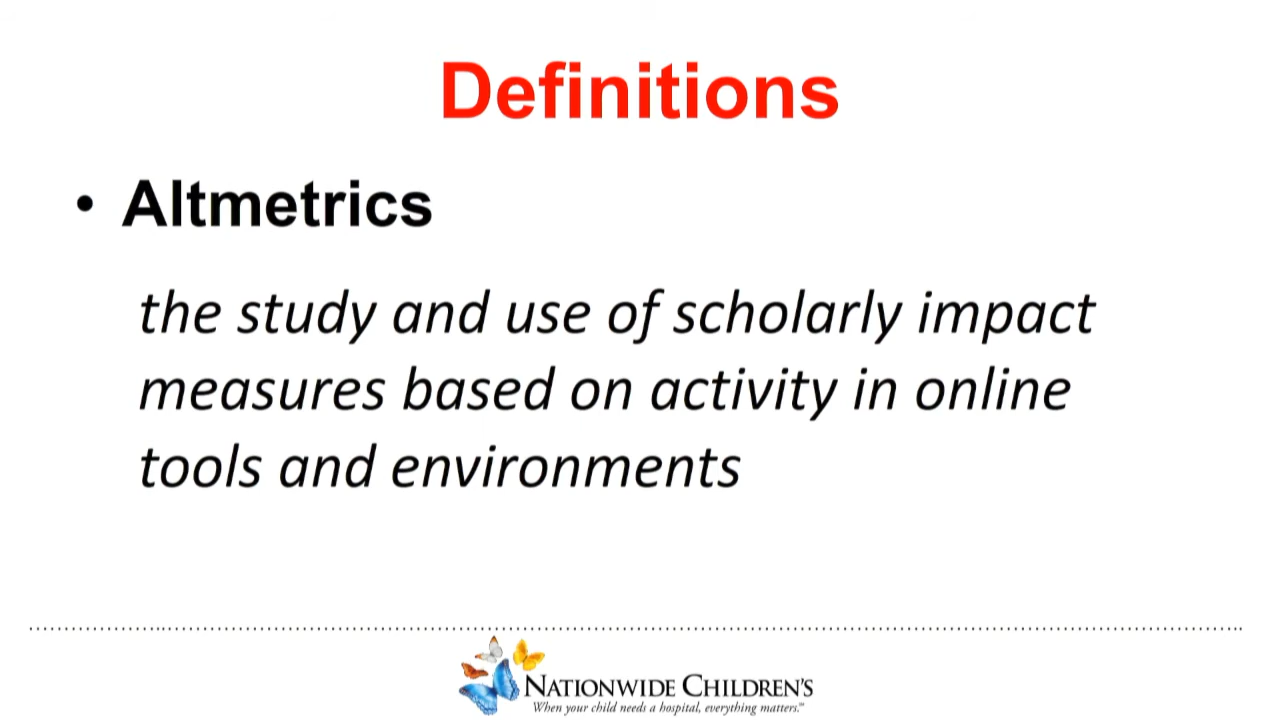 Definitions
• Altmetrics
the study and use of scholarly impact
measures based on activity in online
tools and environments
NATIONWIDE CHILDREN'S
When your child needs a hospital, everything matters.℠